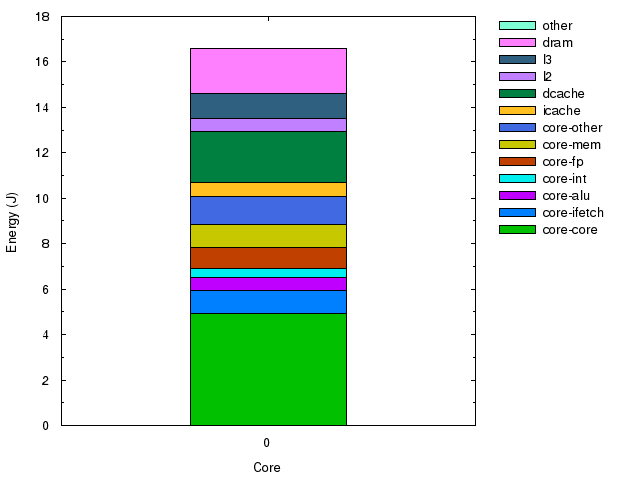 18
16
14
12
10
8
6
4
2
0
Energy (J)
0
Core
other
dram
l3
l2
dcache
icache
core-other
core-mem
core-fp
core-int
core-alu
core-ifetch
core-core